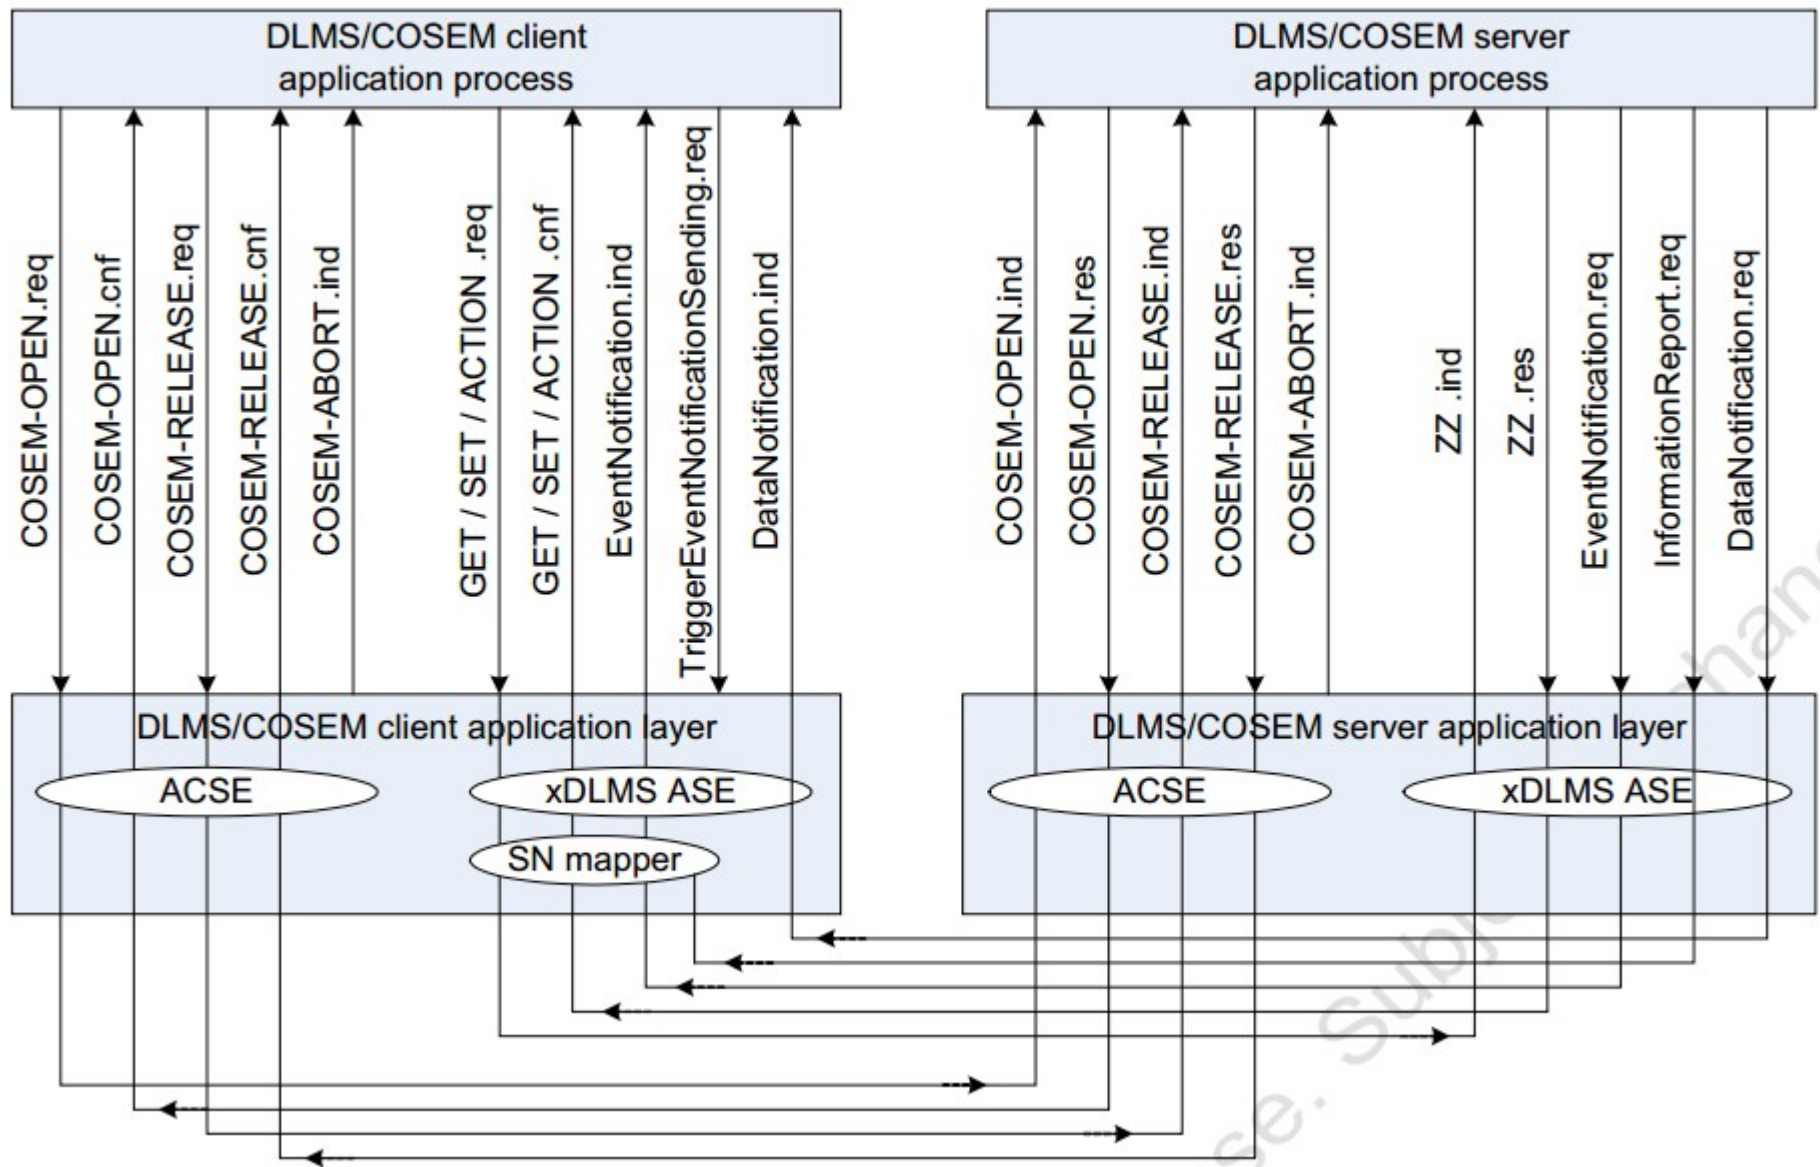 DLMS/COSEM client
application process
DLMS/COSEM server
application process
COSEM-OPEN.req
COSEM-OPEN.cnf
COSEM-RELEASE.req
COSEM-RELEASE.cnf
COSEM-ABORT.ind
GET / SET / ACTION .req
GET / SET / ACTION .cnf
EventNotification.ind
TriggerEventNotificationSending.req
DataNotification.ind
COSEM-OPEN.ind
COSEM-OPEN.res
COSEM-RELEASE.ind
COSEM-RELEASE.res
COSEM-ABORT.ind
ZZ .ind
ZZ .res
EventNotification.req
InformationReport.req
DataNotification.req
DLMS/COSEM client application layer
ACSE
xDLMS ASE
SN mapper
DLMS/COSEM server application layer
ACSE
xDLMS ASE